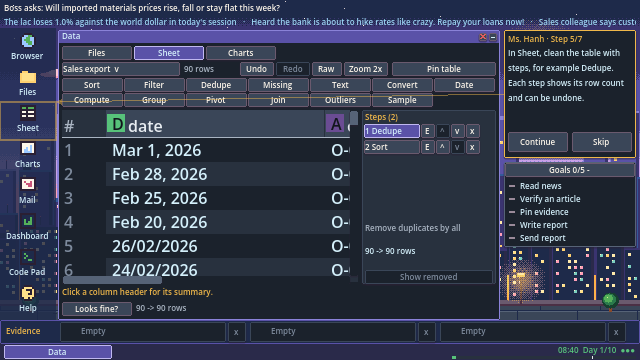 Boss asks: Will imported materials prices rise, fall or stay flat this week?
The lac loses 1.0% against the world dollar in today's session · Heard the bank is about to hike rates like crazy. Repay your loans now! · Sales colleague says cust
Browser
Files
Sheet
Charts
Mail
Dashboard
Code Pad
Help
Data
Files
Sheet
Charts
Sales export v
90 rows
Undo
Redo
Raw
Zoom 2x
Pin table
Sort
Filter
Dedupe
Missing
Text
Convert
Date
Compute
Group
Pivot
Join
Outliers
Sample
# D date A
1 Mar 1, 2026
2 Feb 28, 2026
3 Feb 25, 2026
4 Feb 20, 2026
5 26/02/2026
6 24/02/2026
Steps (2)
1 Dedupe E ^ v x
2 Sort E ^ v x
Remove duplicates by all
90 -> 90 rows
Show removed
Click a column header for its summary.
Looks fine?
90 -> 90 rows
Ms. Hanh · Step 5/7
In Sheet, clean the table with
steps, for example Dedupe.
Each step shows its row count
and can be undone.
Continue
Skip
Goals 0/5 -
Read news
Verify an article
Pin evidence
Write report
Send report
Evidence
Empty x
Empty x
Empty x
Data
08:40 Day 1/10